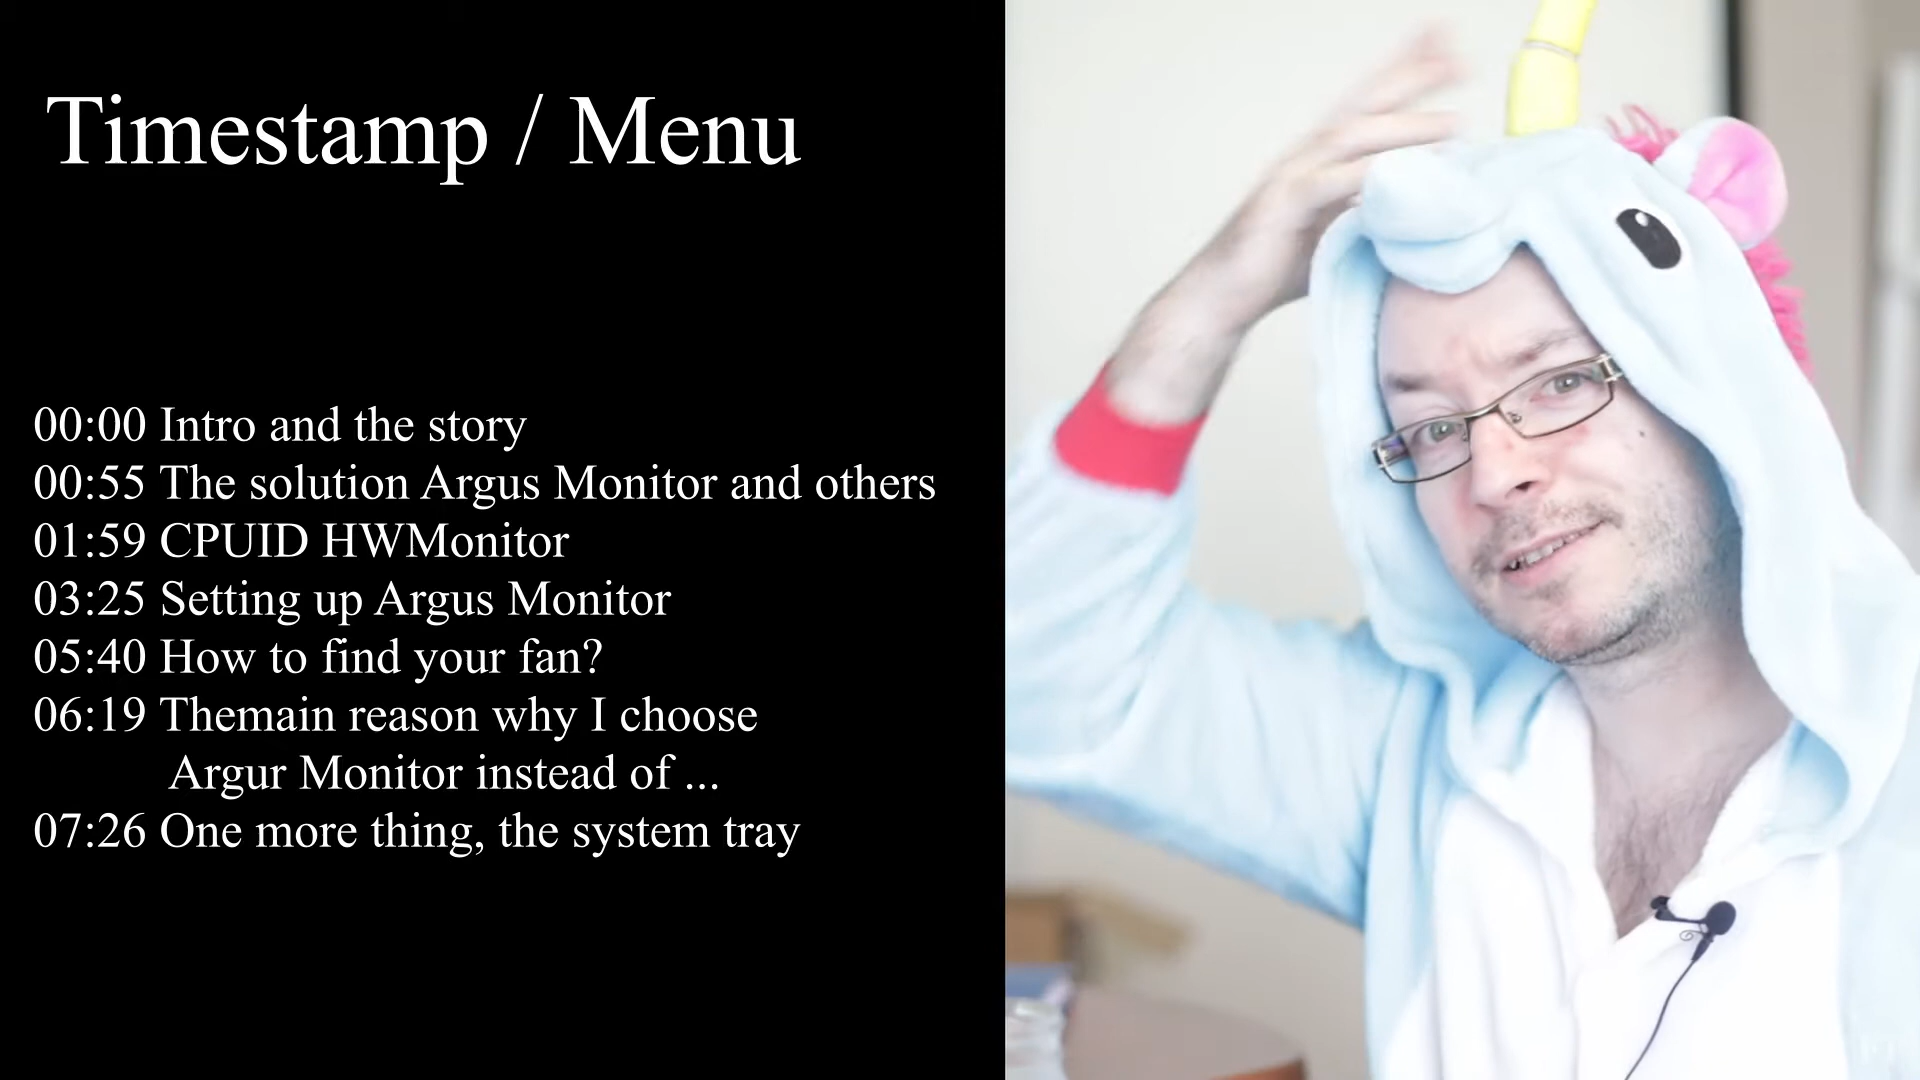 Timestamp / Menu
00:00 Intro and the story
00:55 The solution Argus Monitor and others
01:59 CPUID HWMonitor
03:25 Setting up Argus Monitor
05:40 How to find your fan?
06:19 Themain reason why I choose
Argur Monitor instead of ...
07:26 One more thing, the system tray